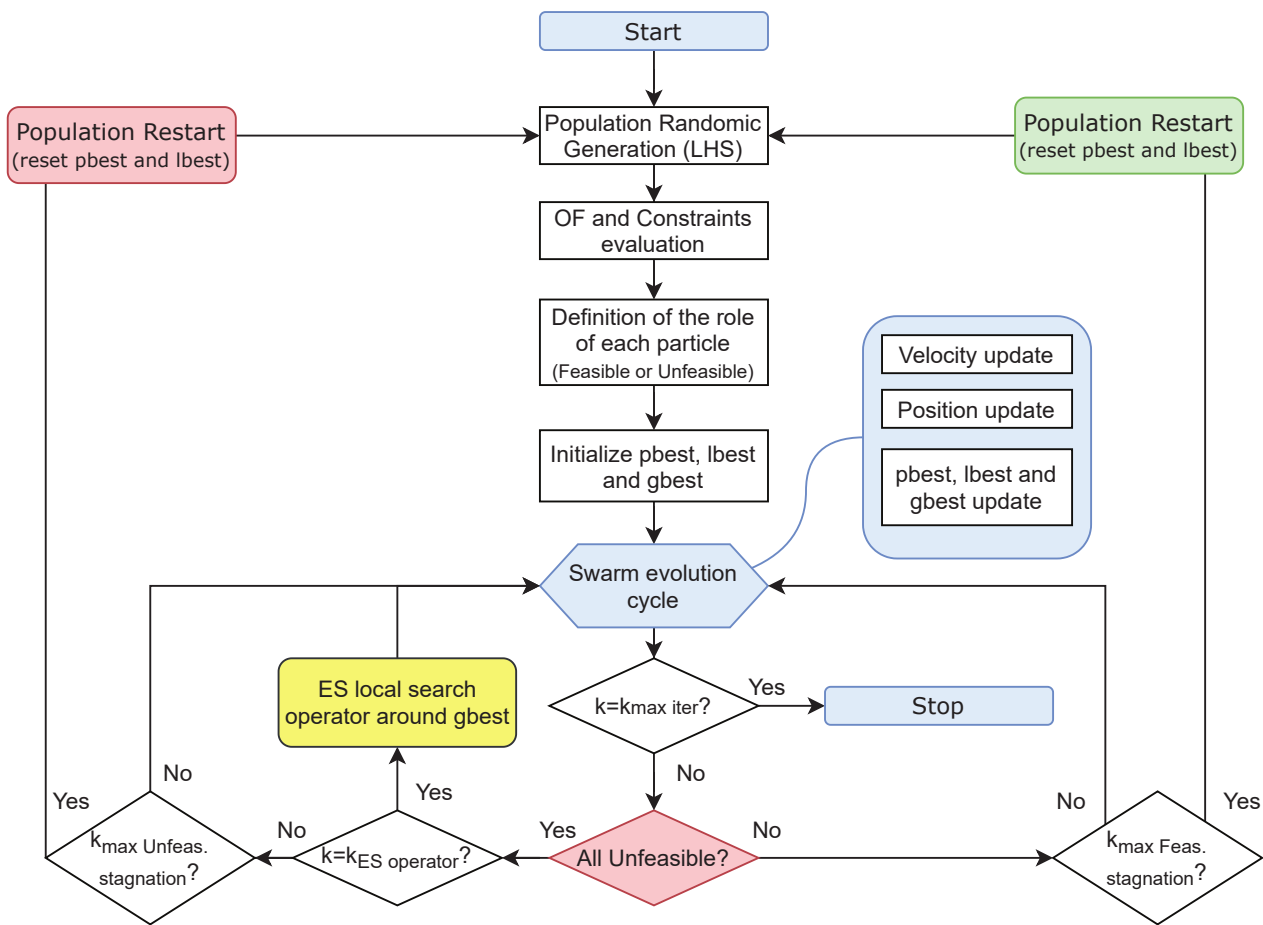 Start
Population Restart
(reset pbest and lbest)
Population Randomic
Generation (LHS)
Population Restart
(reset pbest and lbest)
OF and Constraints
evaluation
Definition of the role
of each particle
(Feasible or Unfeasible)
Velocity update
Position update
pbest, lbest and
gbest update
Initialize pbest, lbest
and gbest
Swarm evolution
cycle
ES local search
operator around gbest
k=kmax iter?
Yes
Stop
No
No
Yes
Yes
No
Yes
No
No
Yes
kmax Unfeas.
stagnation?
k=kES operator?
All Unfeasible?
kmax Feas.
stagnation?